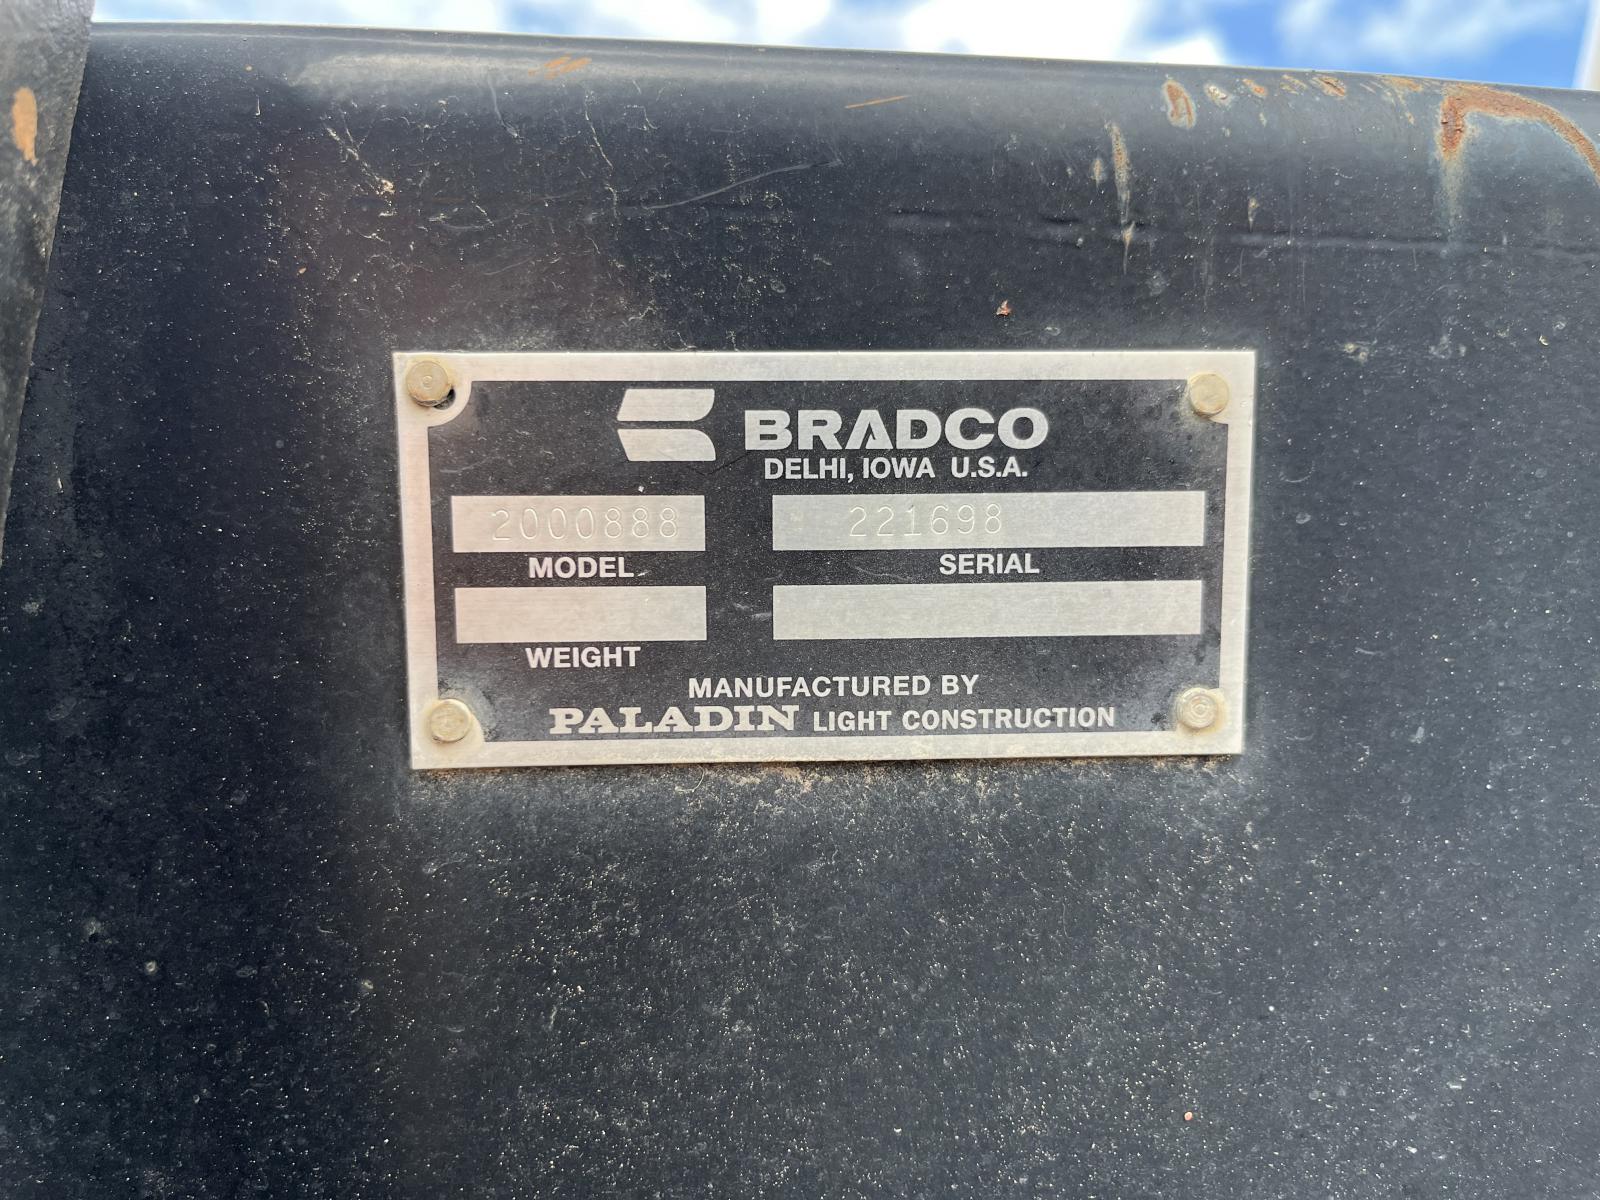 BRADCO
DELHI, IOWA U.S.A.
2000888 221698
MODEL SERIAL
WEIGHT
MANUFACTURED BY
PALADIN LIGHT CONSTRUCTION